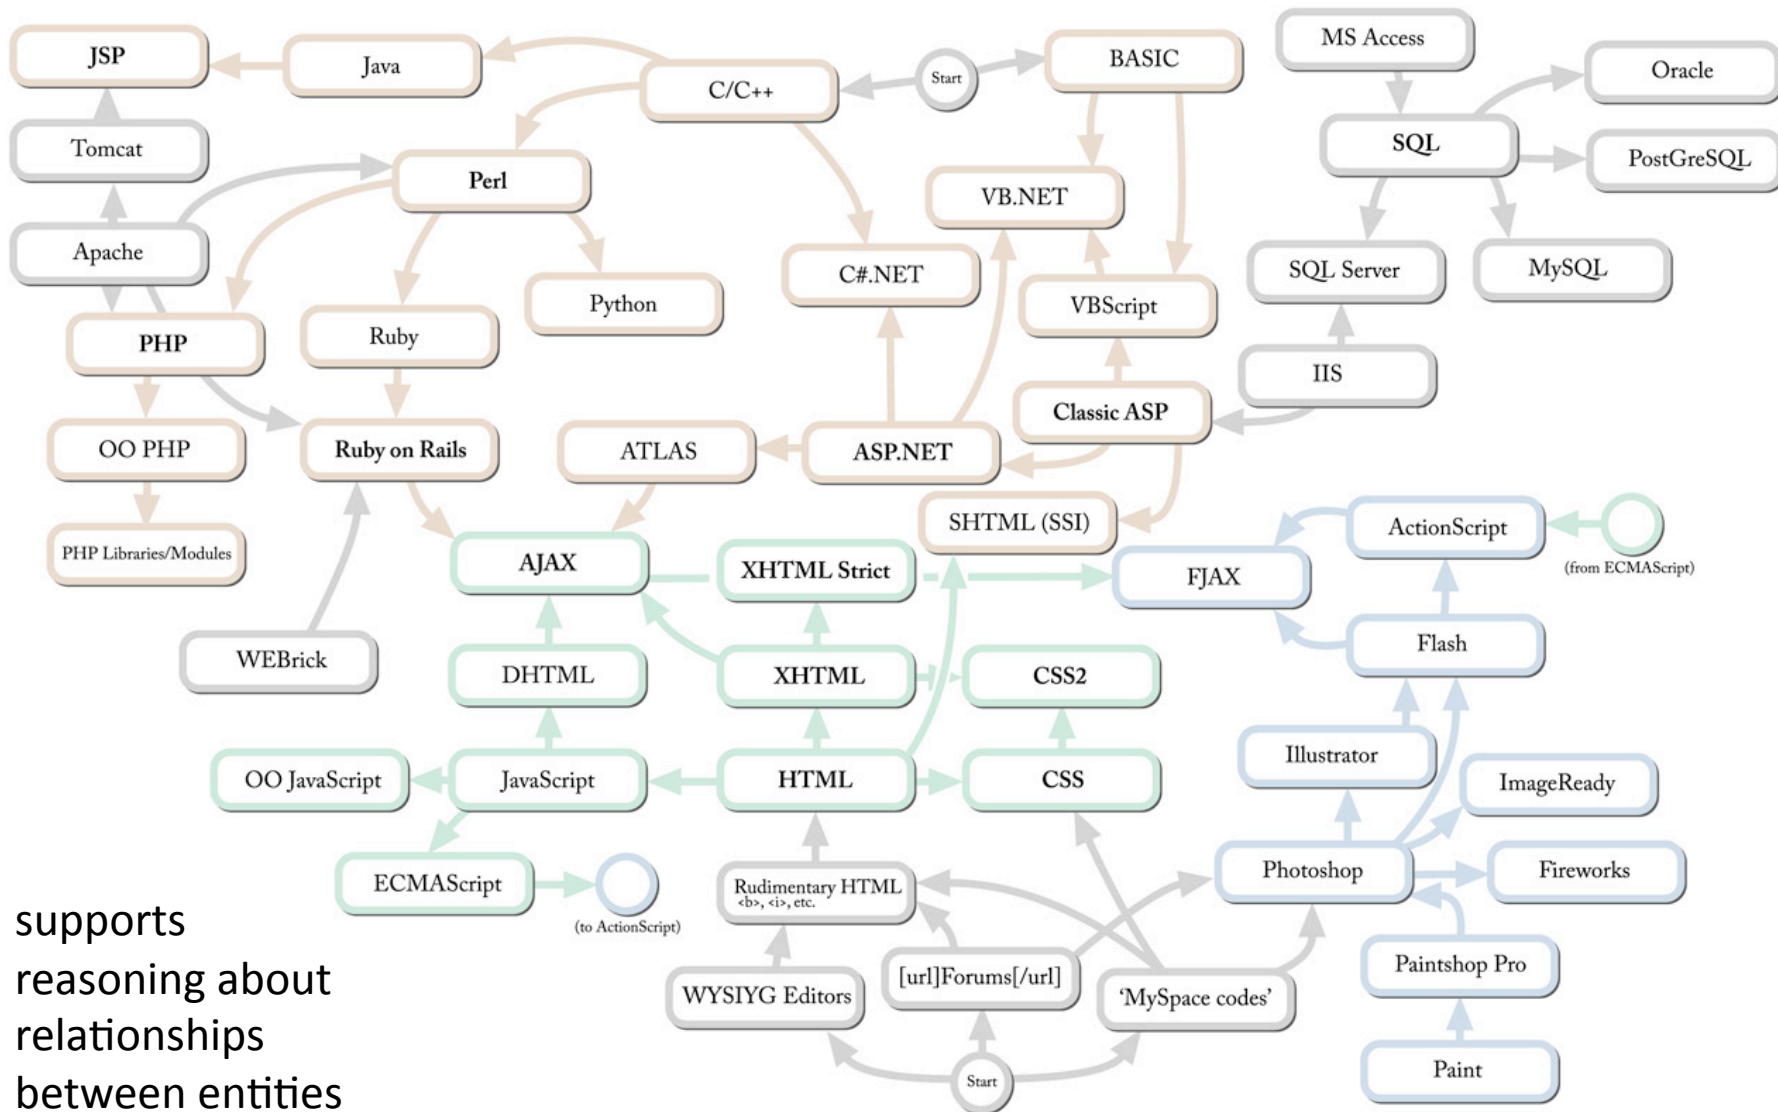 MS Access
JSP
Java
C/C++
Start
BASIC
Oracle
Tomcat
SQL
PostGreSQL
Perl
VB.NET
Apache
C#.NET
SQL Server
MySQL
Python
VBScript
PHP
Ruby
IIS
Classic ASP
OO PHP
Ruby on Rails
ATLAS
ASP.NET
SHTML (SSI)
ActionScript
PHP Libraries/Modules
AJAX
XHTML Strict
FJAX
(from ECMAScript)
WEBrick
DHTML
XHTML
CSS2
Flash
OO JavaScript
JavaScript
HTML
CSS
Illustrator
ImageReady
ECMAScript
(to ActionScript)
Rudimentary HTML
<b>, <i>, etc.
Photoshop
Fireworks
WYSIYG Editors
[url]Forums[/url]
'MySpace codes'
Paintshop Pro
Start
Paint
supports
reasoning about
relationships
between entities